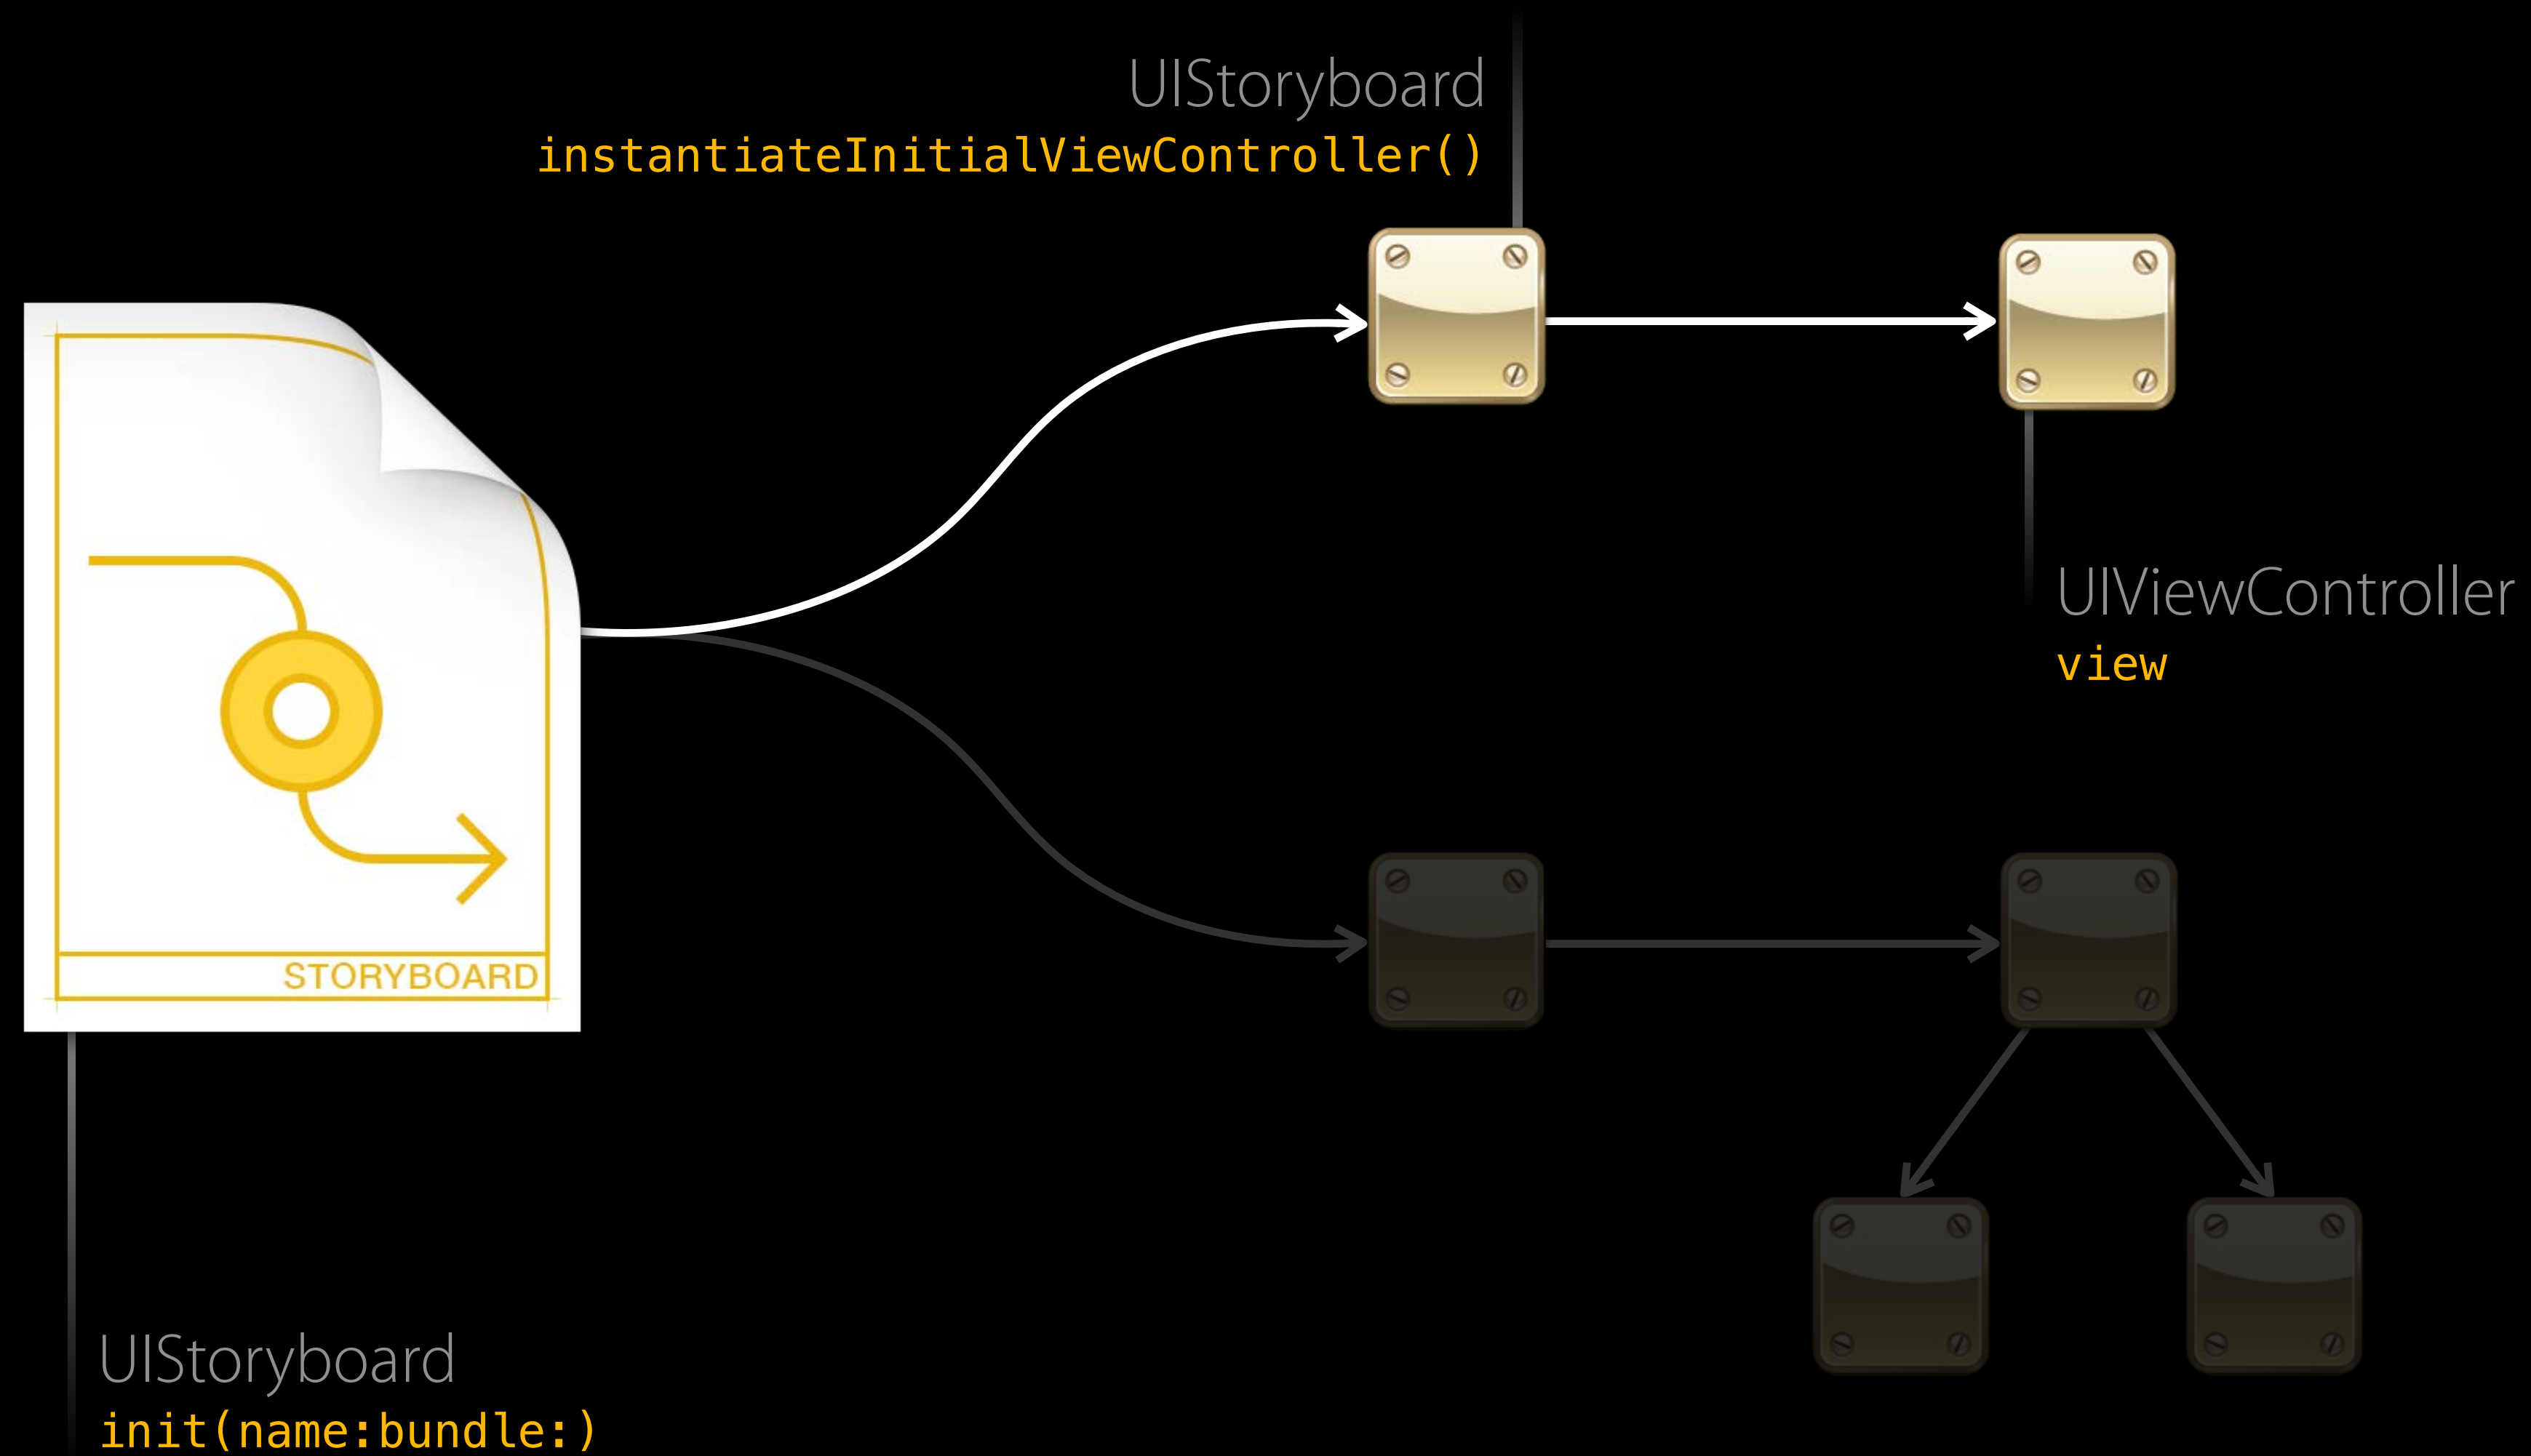 UIStoryboard
instantiateInitialViewController()
UIViewController
view
STORYBOARD
UIStoryboard
init(name:bundle:)